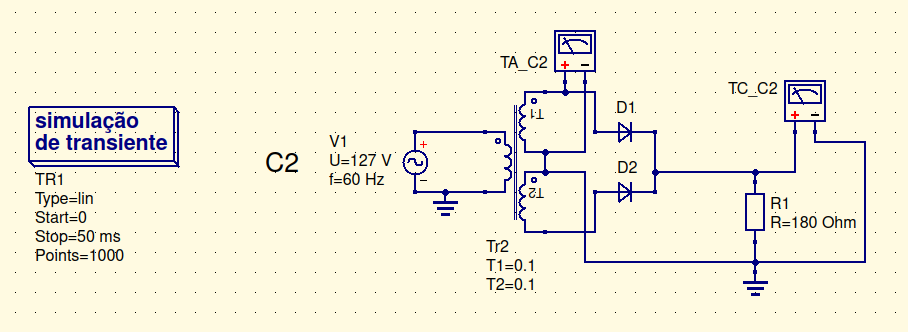 simulação
de transiente
TR1
Type=lin
Start=0
Stop=50 ms
Points=1000
C2
V1
U=127 V
f=60 Hz
TA_C2
T1
T2
Tr2
T1=0.1
T2=0.1
D1
D2
TC_C2
R1
R=180 Ohm